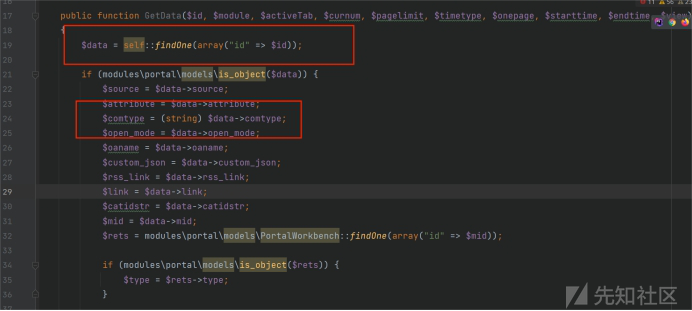 11 56 23
17 public function GetData($id, $module, $activeTab, $curnum, $pagelimit, $timetype, $onepage, $starttime, $endtime,
18 {
19 $data = self::findOne(array("id" => $id));
20
21 if (modules\portal\models\is_object($data)) {
22 $source = $data->source;
23 $attribute = $data->attribute;
24 $comtype = (string) $data->comtype;
25 $open_mode = $data->open_mode;
26 $oaname = $data->oaname;
27 $custom_json = $data->custom_json;
28 $rss_link = $data->rss_link;
29 $link = $data->link;
30 $catidstr = $data->catidstr;
31 $mid = $data->mid;
32 $rets = modules\portal\models\PortalWorkbench::findOne(array("id" => $mid));
33
34 if (modules\portal\models\is_object($rets)) {
35 $type = $rets->type;
36 }
先知社区